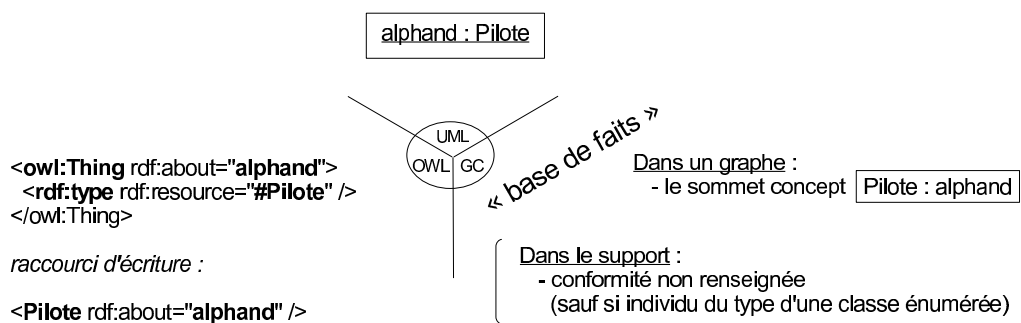 alphand : Pilote
UML
OWL
GC
« base de faits »
<owl:Thing rdf:about="alphand">
<rdf:type rdf:resource="#Pilote" />
</owl:Thing>
raccourci d'écriture :
<Pilote rdf:about="alphand" />
Dans un graphe :
- le sommet concept Pilote : alphand
Dans le support :
- conformité non renseignée
(sauf si individu du type d'une classe énumérée)